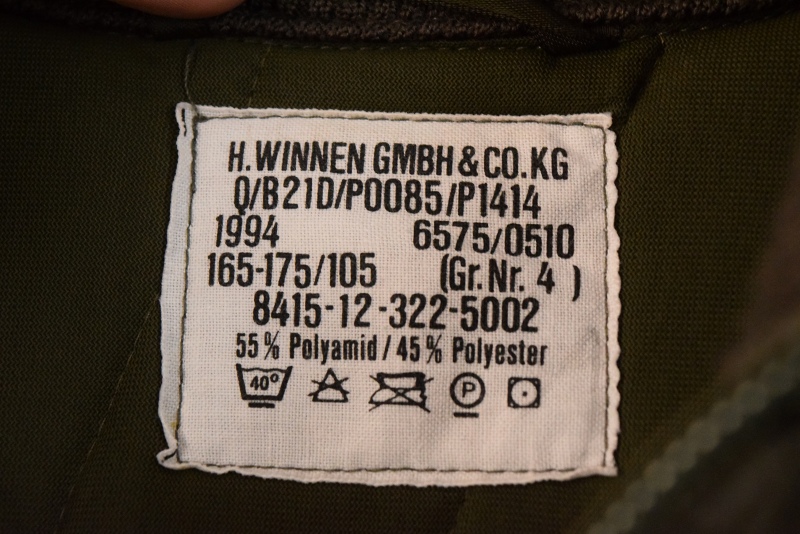 H. WINNEN GMBH & CO. KG
Q/B21D/P0085/P1414
1994 6575/0510
165-175/105 (Gr. Nr. 4 )
8415-12-322-5002
55% Polyamid / 45% Polyester
40° P